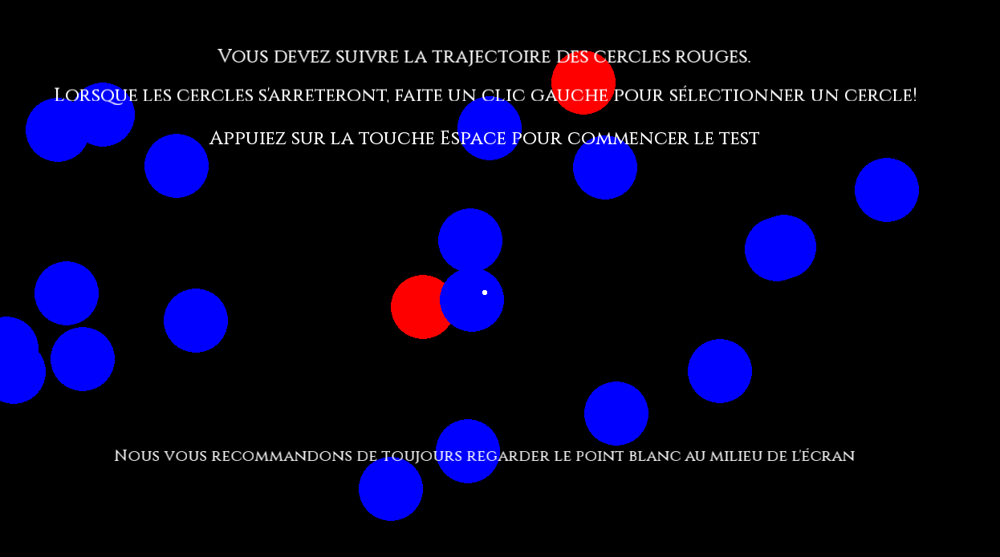 Vous devez suivre la trajectoire des cercles rouges.
Lorsque les cercles s'arreteront, faite un clic gauche pour sélectionner un cercle!
Appuiez sur la touche Espace pour commencer le test
Nous vous recommandons de toujours regarder le point blanc au milieu de l'écran